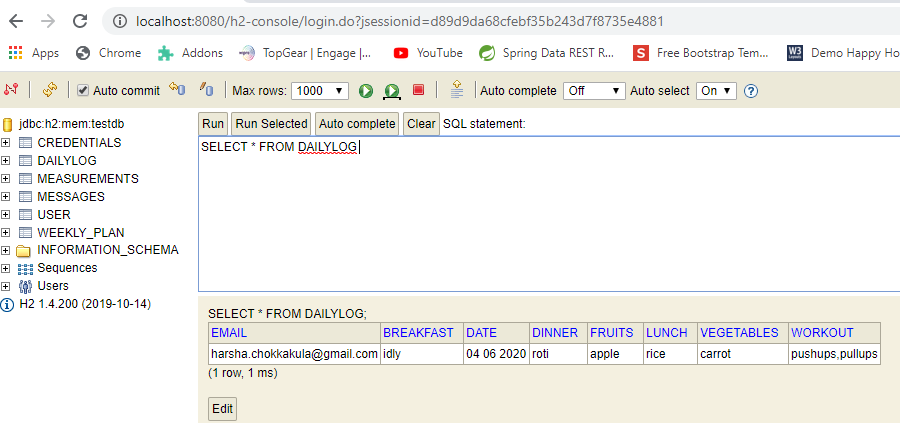 localhost:8080/h2-console/login.do?jsessionid=d89d9da68cfebf35b243d7f8735e4881
Apps Chrome Addons TopGear | Engage |... YouTube Spring Data REST R... S Free Bootstrap Tem... W3 Demo Happy Ho
Auto commit Max rows: 1000 Auto complete Off Auto select On ?
jdbc:h2:mem:testdb
CREDENTIALS
DAILYLOG
MEASUREMENTS
MESSAGES
USER
WEEKLY_PLAN
INFORMATION_SCHEMA
Sequences
Users
H2 1.4.200 (2019-10-14)
Run Run Selected Auto complete Clear SQL statement:
SELECT * FROM DAILYLOG
SELECT * FROM DAILYLOG;
EMAIL BREAKFAST DATE DINNER FRUITS LUNCH VEGETABLES WORKOUT
harsha.chokkakula@gmail.com idly 04 06 2020 roti apple rice carrot pushups,pullups
(1 row, 1 ms)
Edit